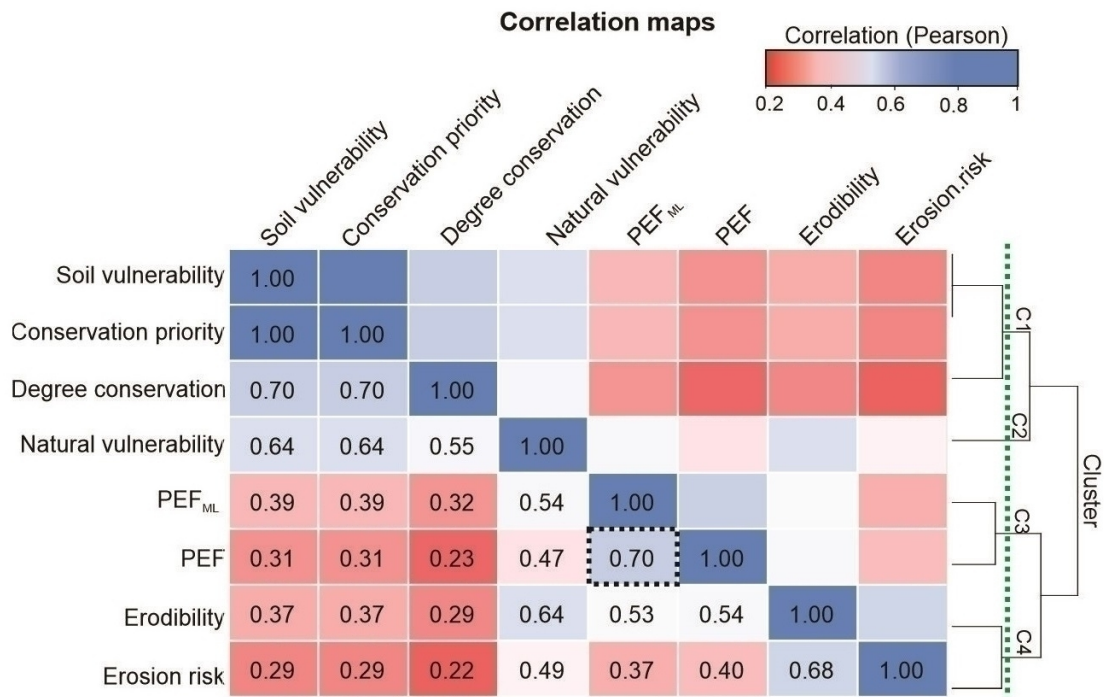 Correlation maps
Correlation (Pearson)
0.2 0.4 0.6 0.8 1
Soil vulnerability
Conservation priority
Degree conservation
Natural vulnerability
PEF ML
PEF
Erodibility
Erosion.risk
Soil vulnerability 1.00
Conservation priority 1.00 1.00
Degree conservation 0.70 0.70 1.00
Natural vulnerability 0.64 0.64 0.55 1.00
PEF ML 0.39 0.39 0.32 0.54 1.00
PEF 0.31 0.31 0.23 0.47 0.70 1.00
Erodibility 0.37 0.37 0.29 0.64 0.53 0.54 1.00
Erosion risk 0.29 0.29 0.22 0.49 0.37 0.40 0.68 1.00
C1
C2
C3
C4
Cluster